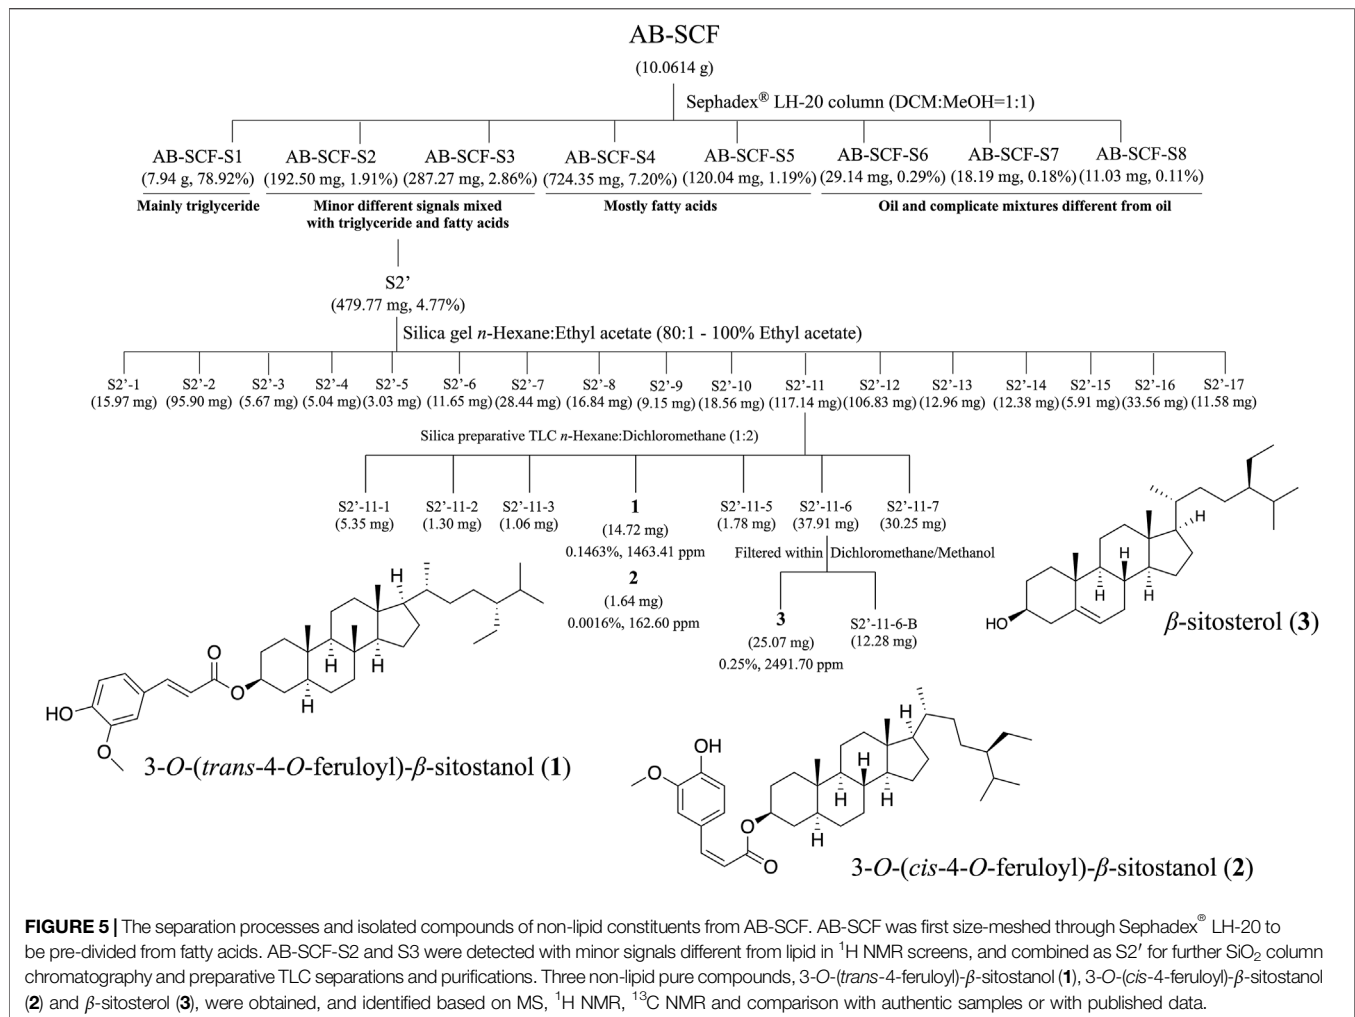 AB-SCF
(10.0614 g)
Sephadex® LH-20 column (DCM:MeOH=1:1)
AB-SCF-S1 AB-SCF-S2 AB-SCF-S3 AB-SCF-S4 AB-SCF-S5 AB-SCF-S6 AB-SCF-S7 AB-SCF-S8
(7.94 g, 78.92%) (192.50 mg, 1.91%) (287.27 mg, 2.86%) (724.35 mg, 7.20%) (120.04 mg, 1.19%) (29.14 mg, 0.29%) (18.19 mg, 0.18%) (11.03 mg, 0.11%)
Mainly triglyceride Minor different signals mixed Mostly fatty acids Oil and complicate mixtures different from oil
with triglyceride and fatty acids
S2’
(479.77 mg, 4.77%)
Silica gel n-Hexane:Ethyl acetate (80:1 - 100% Ethyl acetate)
S2’-1 S2’-2 S2’-3 S2’-4 S2’-5 S2’-6 S2’-7 S2’-8 S2’-9 S2’-10 S2’-11 S2’-12 S2’-13 S2’-14 S2’-15 S2’-16 S2’-17
(15.97 mg) (95.90 mg) (5.67 mg) (5.04 mg) (3.03 mg) (11.65 mg) (28.44 mg) (16.84 mg) (9.15 mg) (18.56 mg) (117.14 mg) (106.83 mg) (12.96 mg) (12.38 mg) (5.91 mg) (33.56 mg) (11.58 mg)
Silica preparative TLC n-Hexane:Dichloromethane (1:2)
S2’-11-1 S2’-11-2 S2’-11-3 1 S2’-11-5 S2’-11-6 S2’-11-7
(5.35 mg) (1.30 mg) (1.06 mg) (14.72 mg) (1.78 mg) (37.91 mg) (30.25 mg)
0.1463%, 1463.41 ppm
Filtered within Dichloromethane/Methanol
2
(1.64 mg)
0.0016%, 162.60 ppm
3 S2’-11-6-B
(25.07 mg) (12.28 mg)
0.25%, 2491.70 ppm
H
H
H
H
H
HO
β-sitosterol (3)
H
H
H
H
O
O
HO
O
3-O-(trans-4-O-feruloyl)-β-sitostanol (1)
H
H
H
H
H
OH
O
O
O
3-O-(cis-4-O-feruloyl)-β-sitostanol (2)
FIGURE 5 | The separation processes and isolated compounds of non-lipid constituents from AB-SCF. AB-SCF was first size-meshed through Sephadex® LH-20 to
be pre-divided from fatty acids. AB-SCF-S2 and S3 were detected with minor signals different from lipid in ¹H NMR screens, and combined as S2′ for further SiO₂ column
chromatography and preparative TLC separations and purifications. Three non-lipid pure compounds, 3-O-(trans-4-feruloyl)-β-sitostanol (1), 3-O-(cis-4-feruloyl)-β-sitostanol
(2) and β-sitosterol (3), were obtained, and identified based on MS, ¹H NMR, ¹³C NMR and comparison with authentic samples or with published data.